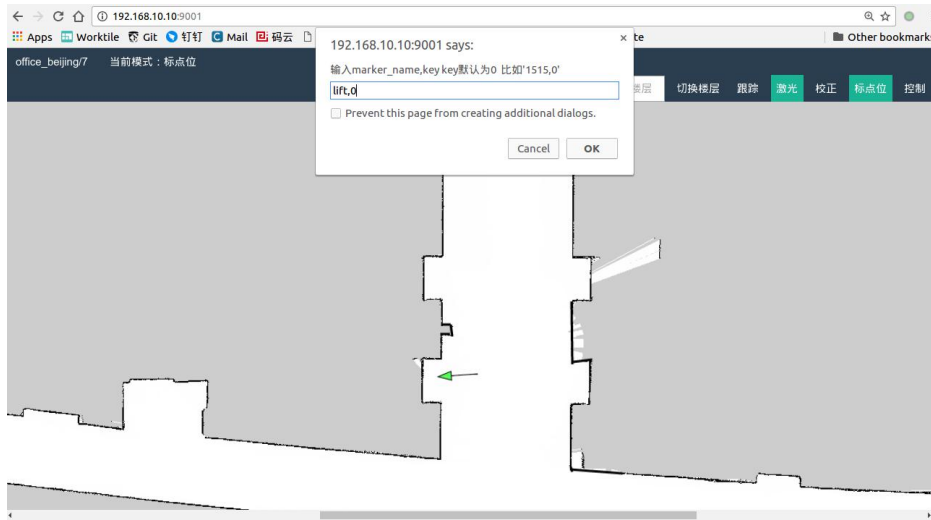 192.168.10.10:9001
Apps Worktile Git 钉钉 Mail 码云 te Other bookmark
192.168.10.10:9001 says:
输入marker_name,key key默认为0 比如'1515,0'
lift,0
Prevent this page from creating additional dialogs.
Cancel OK
office_beijing/7 当前模式：标点位
楼层 切换楼层 跟踪 激光 校正 标点位 控制